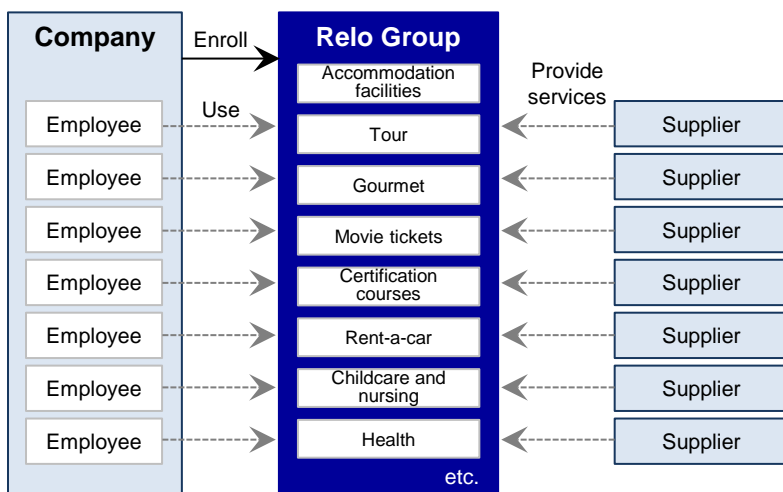 Company
Enroll
Relo Group
Accommodation
facilities
Provide
services
Employee
Use
Tour
Supplier
Employee
Gourmet
Supplier
Employee
Movie tickets
Supplier
Employee
Certification
courses
Supplier
Employee
Rent-a-car
Supplier
Employee
Childcare and
nursing
Supplier
Employee
Health
Supplier
etc.